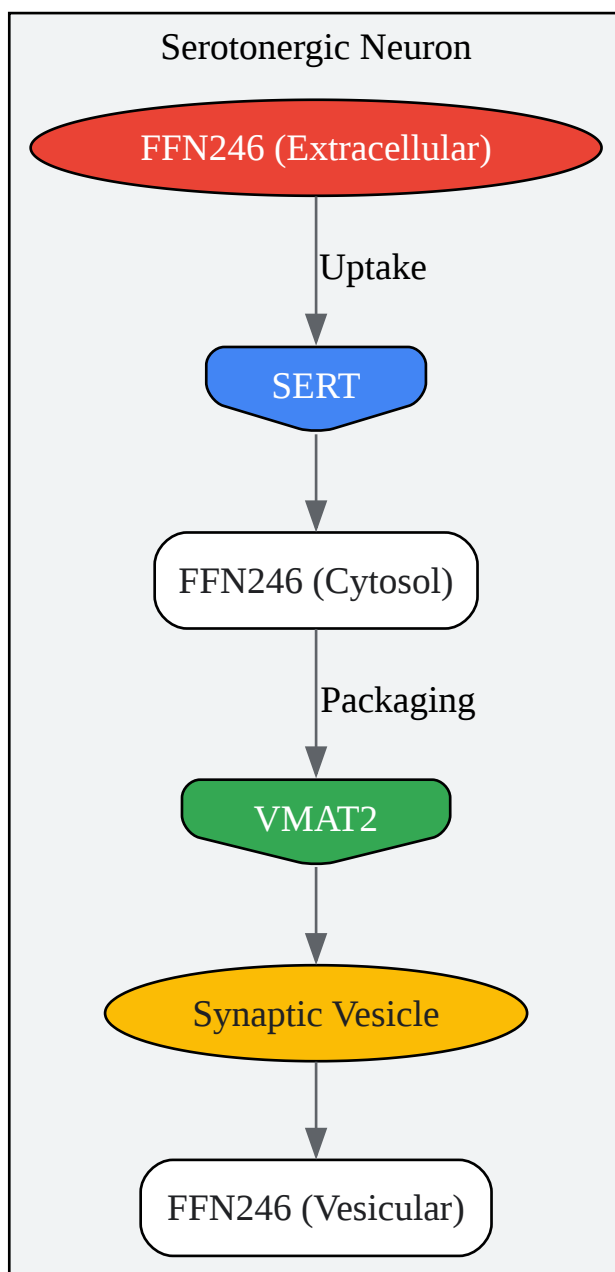 Serotonergic Neuron
FFN246 (Extracellular)
Uptake
SERT
FFN246 (Cytosol)
Packaging
VMAT2
Synaptic Vesicle
FFN246 (Vesicular)